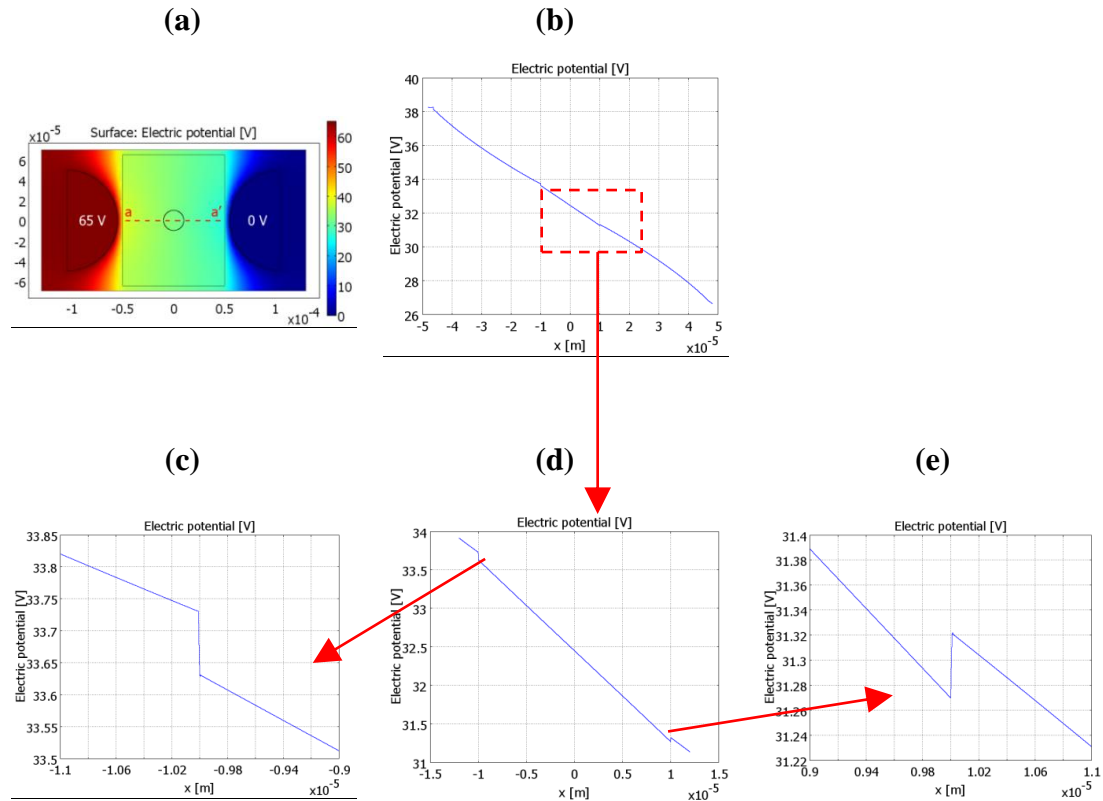 (a)
(b)
Surface: Electric potential [V]
x10⁻⁵
6
4
2
0
-2
-4
-6
65 V
a
a'
0 V
60
50
40
30
20
10
0
-1 -0.5 0 0.5 1
x10⁻⁴
Electric potential [V]
Electric potential [V]
40
38
36
34
32
30
28
26
-5 -4 -3 -2 -1 0 1 2 3 4 5
x [m]
x10⁻⁵
(c)
(d)
(e)
Electric potential [V]
Electric potential [V]
33.85
33.8
33.75
33.7
33.65
33.6
33.55
33.5
-1.1 -1.06 -1.02 -0.98 -0.94 -0.9
x [m]
x10⁻⁵
Electric potential [V]
Electric potential [V]
34
33.5
33
32.5
32
31.5
31
-1.5 -1 -0.5 0 0.5 1 1.5
x [m]
x10⁻⁵
Electric potential [V]
Electric potential [V]
31.4
31.38
31.36
31.34
31.32
31.3
31.28
31.26
31.24
31.22
0.9 0.94 0.98 1.02 1.06 1.1
x [m]
x10⁻⁵